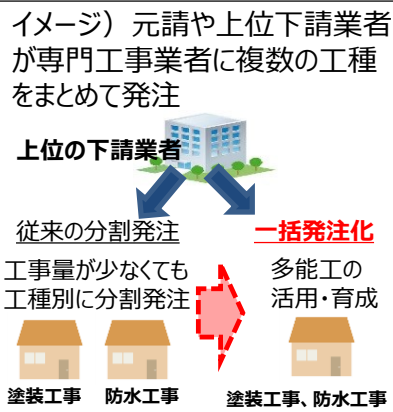 イメージ）元請や上位下請業者
が専門工事業者に複数の工種
をまとめて発注
上位の下請業者
従来の分割発注
工事量が少なくても
工種別に分割発注
塗装工事 防水工事
一括発注化
多能工の
活用・育成
塗装工事、防水工事